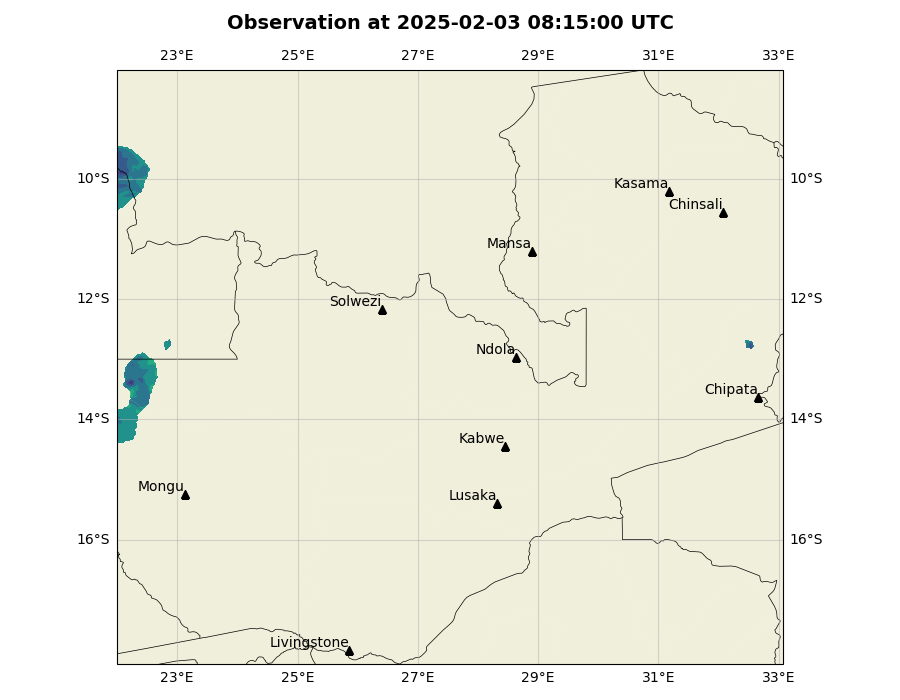 Observation at 2025-02-03 08:15:00 UTC
23°E 25°E 27°E 29°E 31°E 33°E
10°S 10°S
Kasama
Chinsali
Mansa
12°S 12°S
Solwezi
Ndola
Chipata
14°S 14°S
Kabwe
Mongu
Lusaka
16°S 16°S
Livingstone
23°E 25°E 27°E 29°E 31°E 33°E